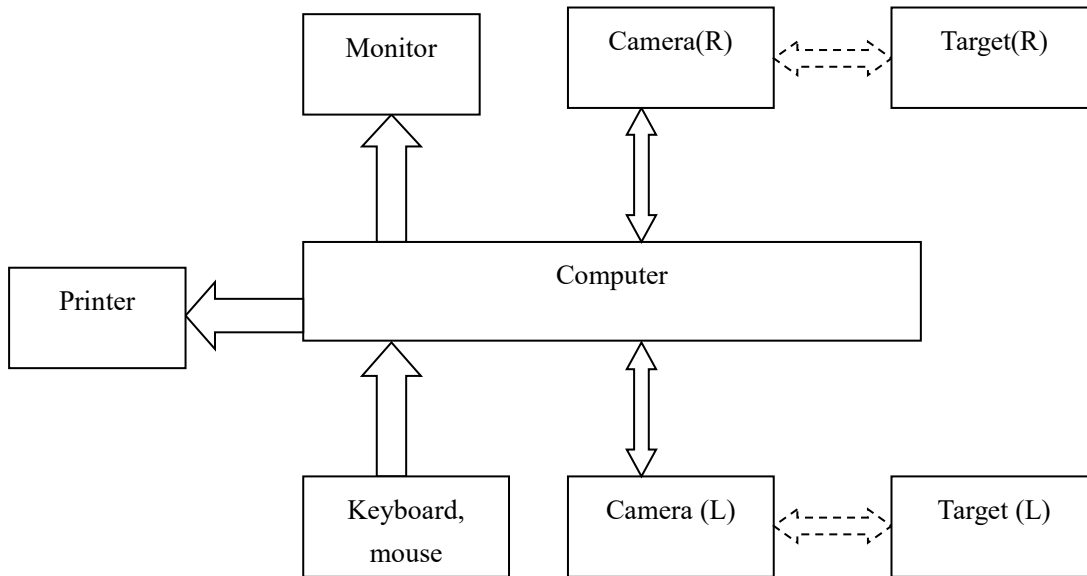 Monitor
Camera(R)
Target(R)
Computer
Printer
Keyboard,
mouse
Camera (L)
Target (L)